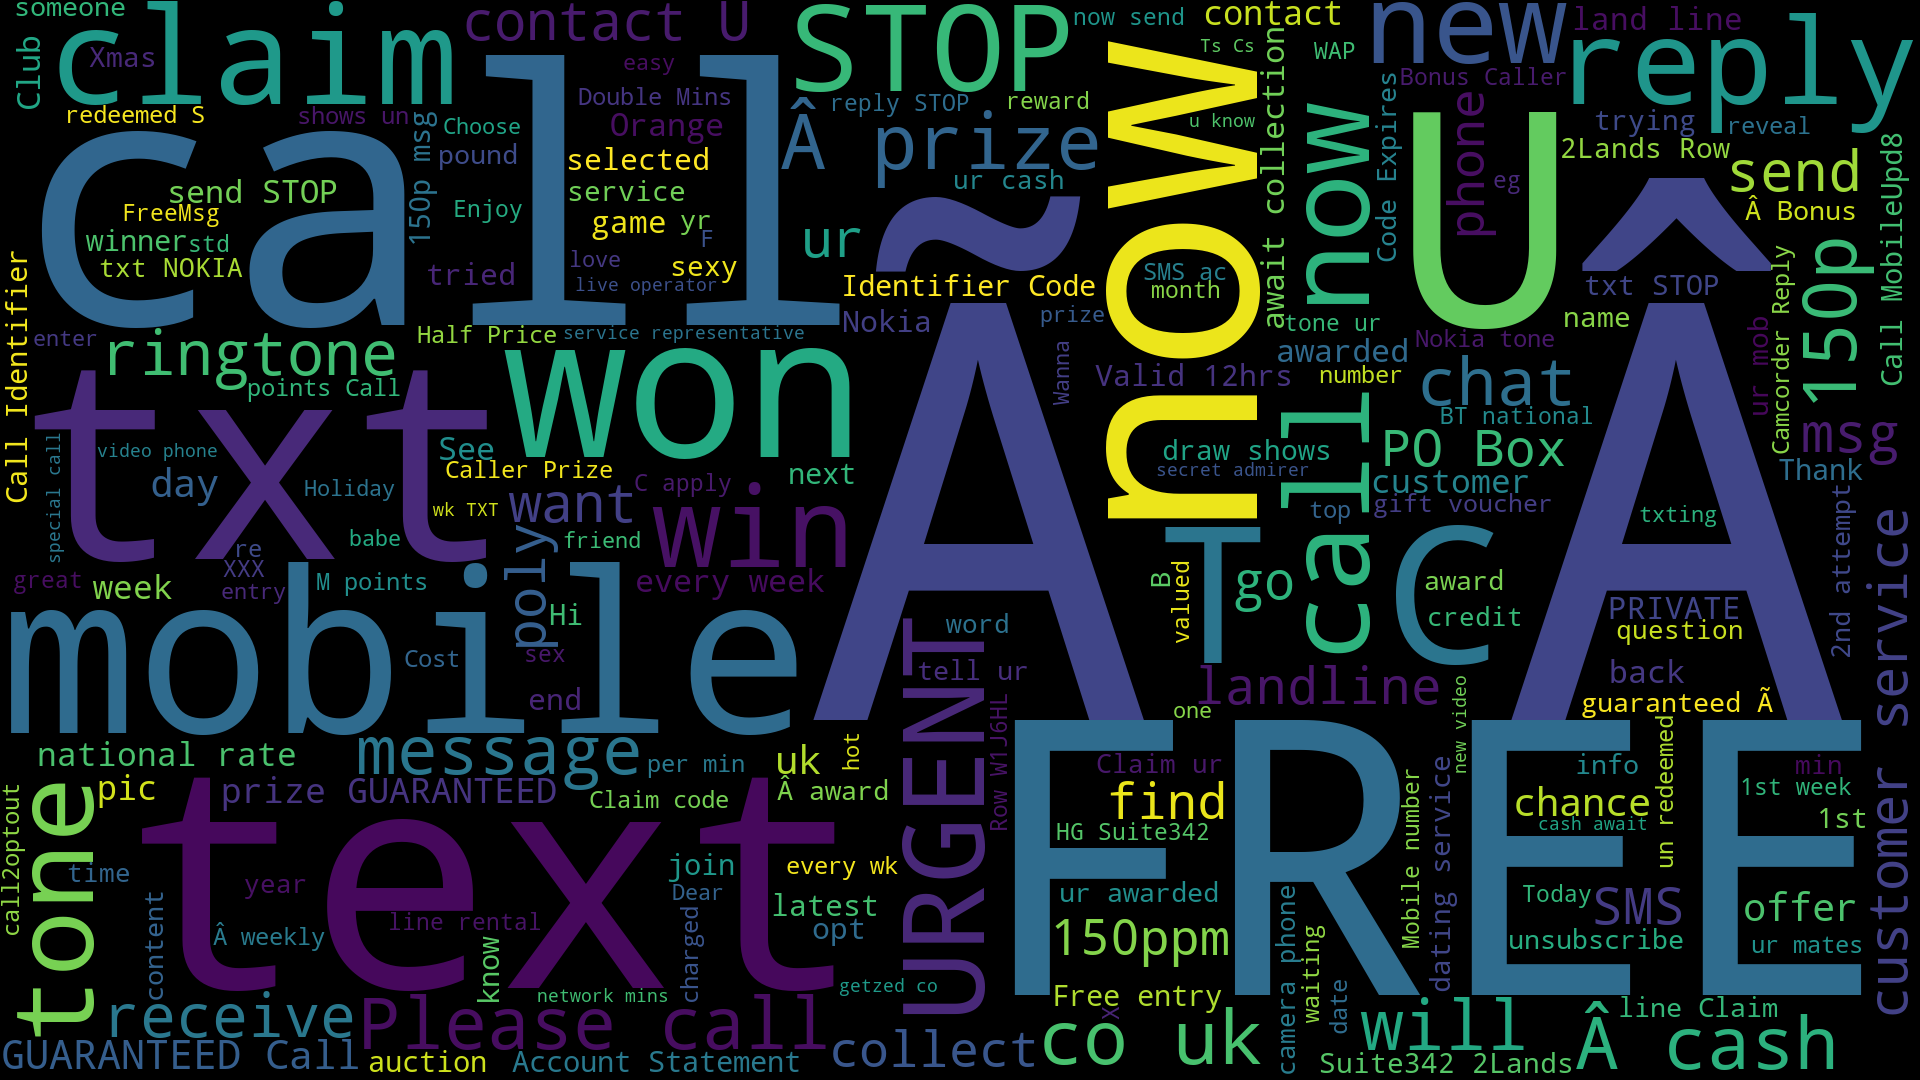 someone
claim
contact U
STOP
now send
contact
new
land line
reply
Club
Xmas
easy
Ts Cs
WAP
Bonus Caller
redeemed S
shows un
Double Mins
reply STOP
reward
Choose
Orange
u know
trying
reveal
call
150p msg
pound
selected
Â prize
now
await collection
now
Code Expires
phone
U
2Lands Row
send
Call MobileUpd8
send STOP
service
ur cash
eg
FreeMsg
Enjoy
game
yr
ur
Â Bonus
winner
std
F
txt NOKIA
tried
love
sexy
live operator
Identifier Code
SMS ac
month
txt STOP
Camcorder Reply
150p
Call Identifier
enter
Half Price
service representative
Nokia
prize
tone ur
name
Nokia tone
ringtone
points Call
won
Wanna
Valid 12hrs
awarded
number
chat
ur mob
txt
Ã
Â
BT national
msg
special call
video phone
See
draw shows
call
PO Box
day
Holiday
Caller Prize
next
secret admirer
customer
Thank
wk TXT
want
C apply
win
top
gift voucher
txting
2nd attempt
customer service
babe
poly
friend
re
XXX
great
week
entry
M points
every week
B
valued
T
go
C
award
credit
PRIVATE
question
mobile
Hi
word
Cost
sex
tell ur
landline
back
end
URGENT
Row W1J6HL
one
new video
guaranteed Ã
national rate
message
per min
uk
hot
FREE
Claim ur
info
min
un redeemed
tone
pic
prize GUARANTEED
Claim code
Â award
find
chance
1st week
call2optout
text
HG Suite342
Mobile number
cash await
1st
time
join
every wk
dating service
year
Dear
latest
ur awarded
Today
SMS
offer
content
Â weekly
line rental
know
charged
opt
150ppm
camera phone
waiting
unsubscribe
ur mates
getzed co
network mins
Free entry
x
date
receive
Please call
co uk
will
Â cash
line Claim
GUARANTEED Call
auction
Account Statement
collect
Suite342 2Lands